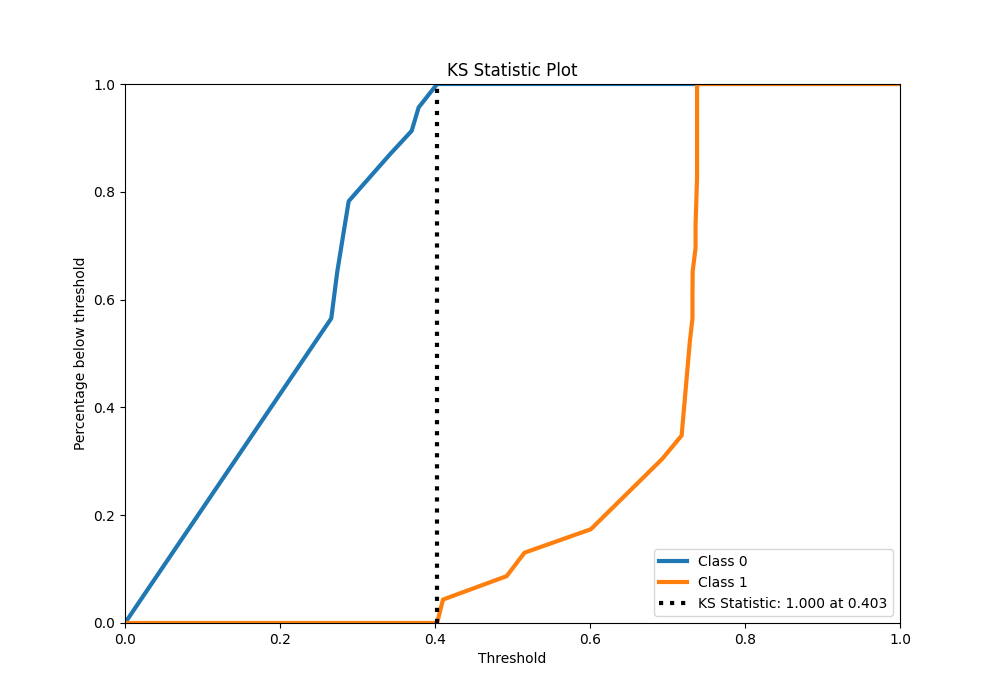 KS Statistic Plot
1.0
0.8
0.6
0.4
0.2
0.0
Percentage below threshold
0.0 0.2 0.4 0.6 0.8 1.0
Threshold
Class 0
Class 1
KS Statistic: 1.000 at 0.403